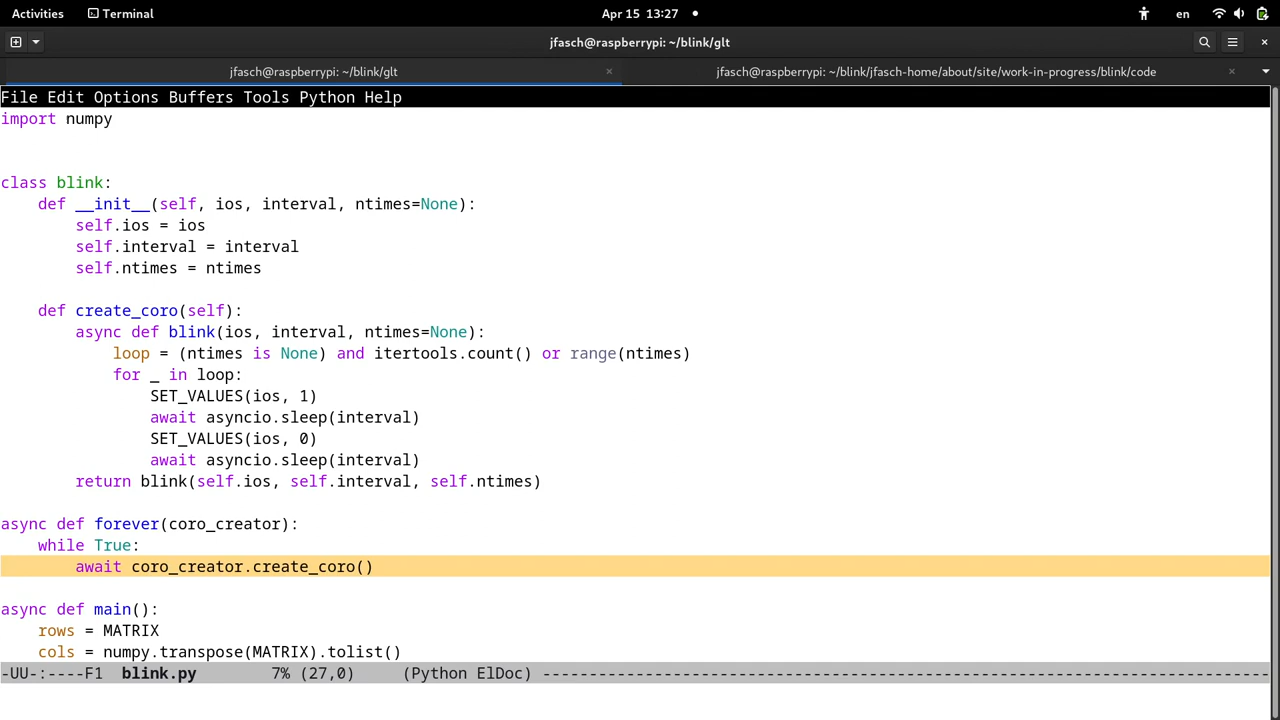 Activities Terminal Apr 15 13:27 en
jfasch@raspberrypi: ~/blink/glt
jfasch@raspberrypi: ~/blink/glt × jfasch@raspberrypi: ~/blink/jfasch-home/about/site/work-in-progress/blink/code ×
File Edit Options Buffers Tools Python Help
import numpy
class blink:
    def __init__(self, ios, interval, ntimes=None):
        self.ios = ios
        self.interval = interval
        self.ntimes = ntimes
    def create_coro(self):
        async def blink(ios, interval, ntimes=None):
            loop = (ntimes is None) and itertools.count() or range(ntimes)
            for _ in loop:
                SET_VALUES(ios, 1)
                await asyncio.sleep(interval)
                SET_VALUES(ios, 0)
                await asyncio.sleep(interval)
        return blink(self.ios, self.interval, self.ntimes)
async def forever(coro_creator):
    while True:
        await coro_creator.create_coro()
async def main():
    rows = MATRIX
    cols = numpy.transpose(MATRIX).tolist()
-UU-:----F1  blink.py       7% (27,0)     (Python ElDoc) ------------------------------------------------------------------------------